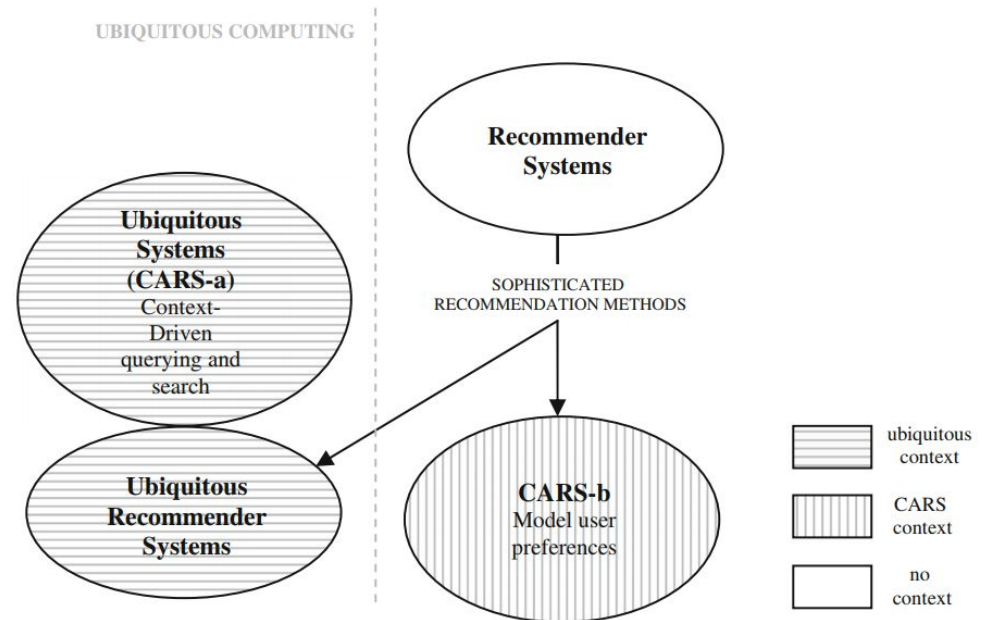 UBIQUITOUS COMPUTING
Recommender
Systems
Ubiquitous
Systems
(CARS-a)
Context-
Driven
querying and
search
SOPHISTICATED
RECOMMENDATION METHODS
Ubiquitous
Recommender
Systems
CARS-b
Model user
preferences
ubiquitous
context
CARS
context
no
context